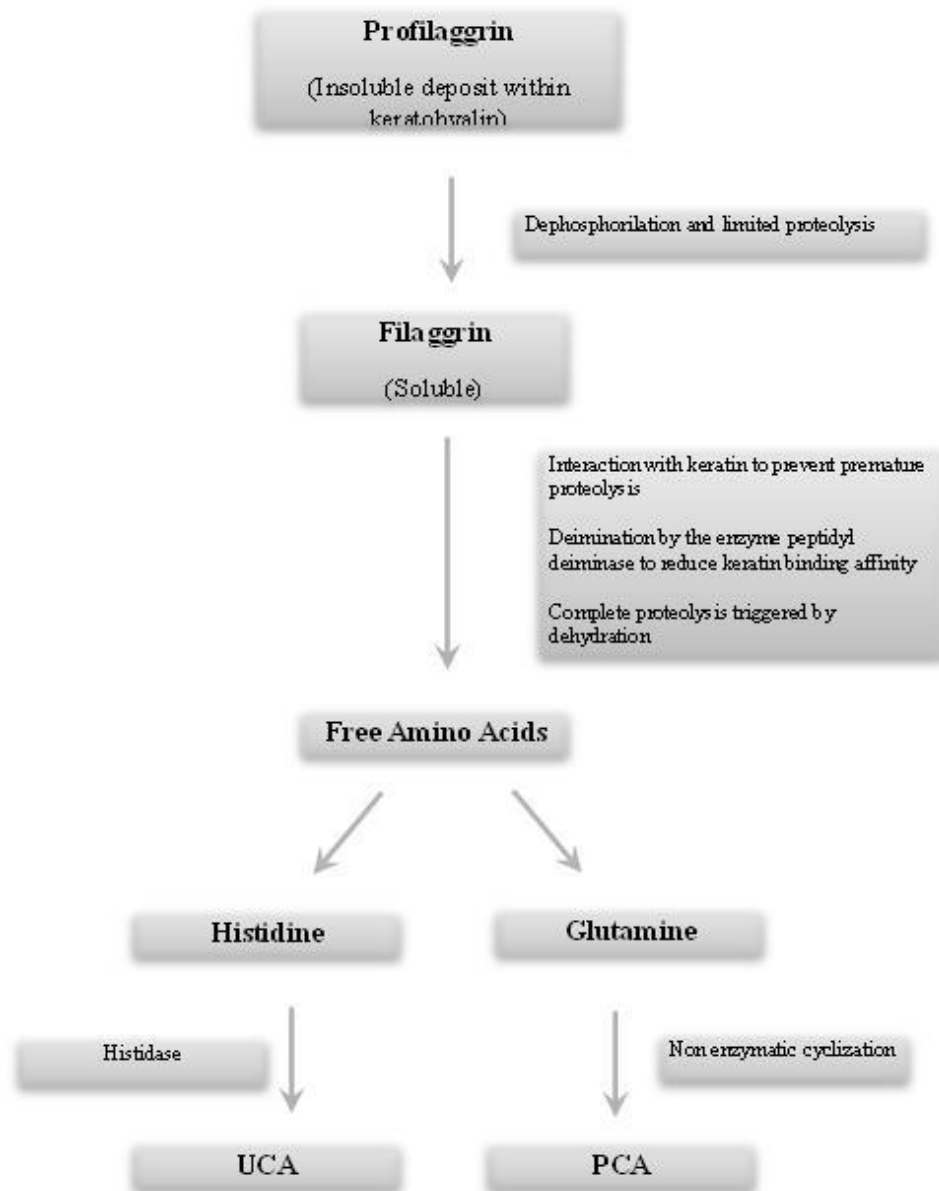 Profilaggrin
(Insoluble deposit within
keratohyalin)
Dephosphorilation and limited proteolysis
Filaggrin
(Soluble)
Interaction with keratin to prevent premature
proteolysis
Deimination by the enzyme peptidyl
deiminase to reduce keratin binding affinity
Complete proteolysis triggered by
dehydration
Free Amino Acids
Histidine
Glutamine
Histidase
Non enzymatic cyclization
UCA
PCA